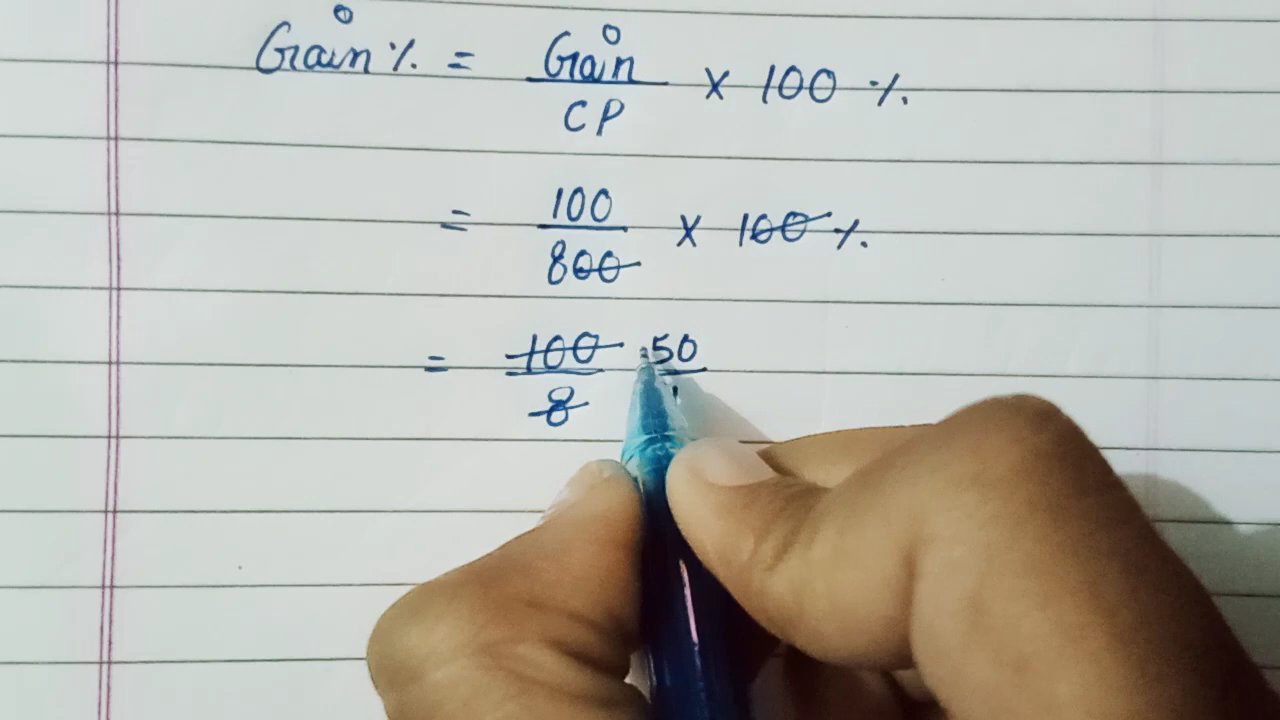 Gain % = Gain / CP × 100 %
= 100 / 800 × 100 %
= 100 / 8 50